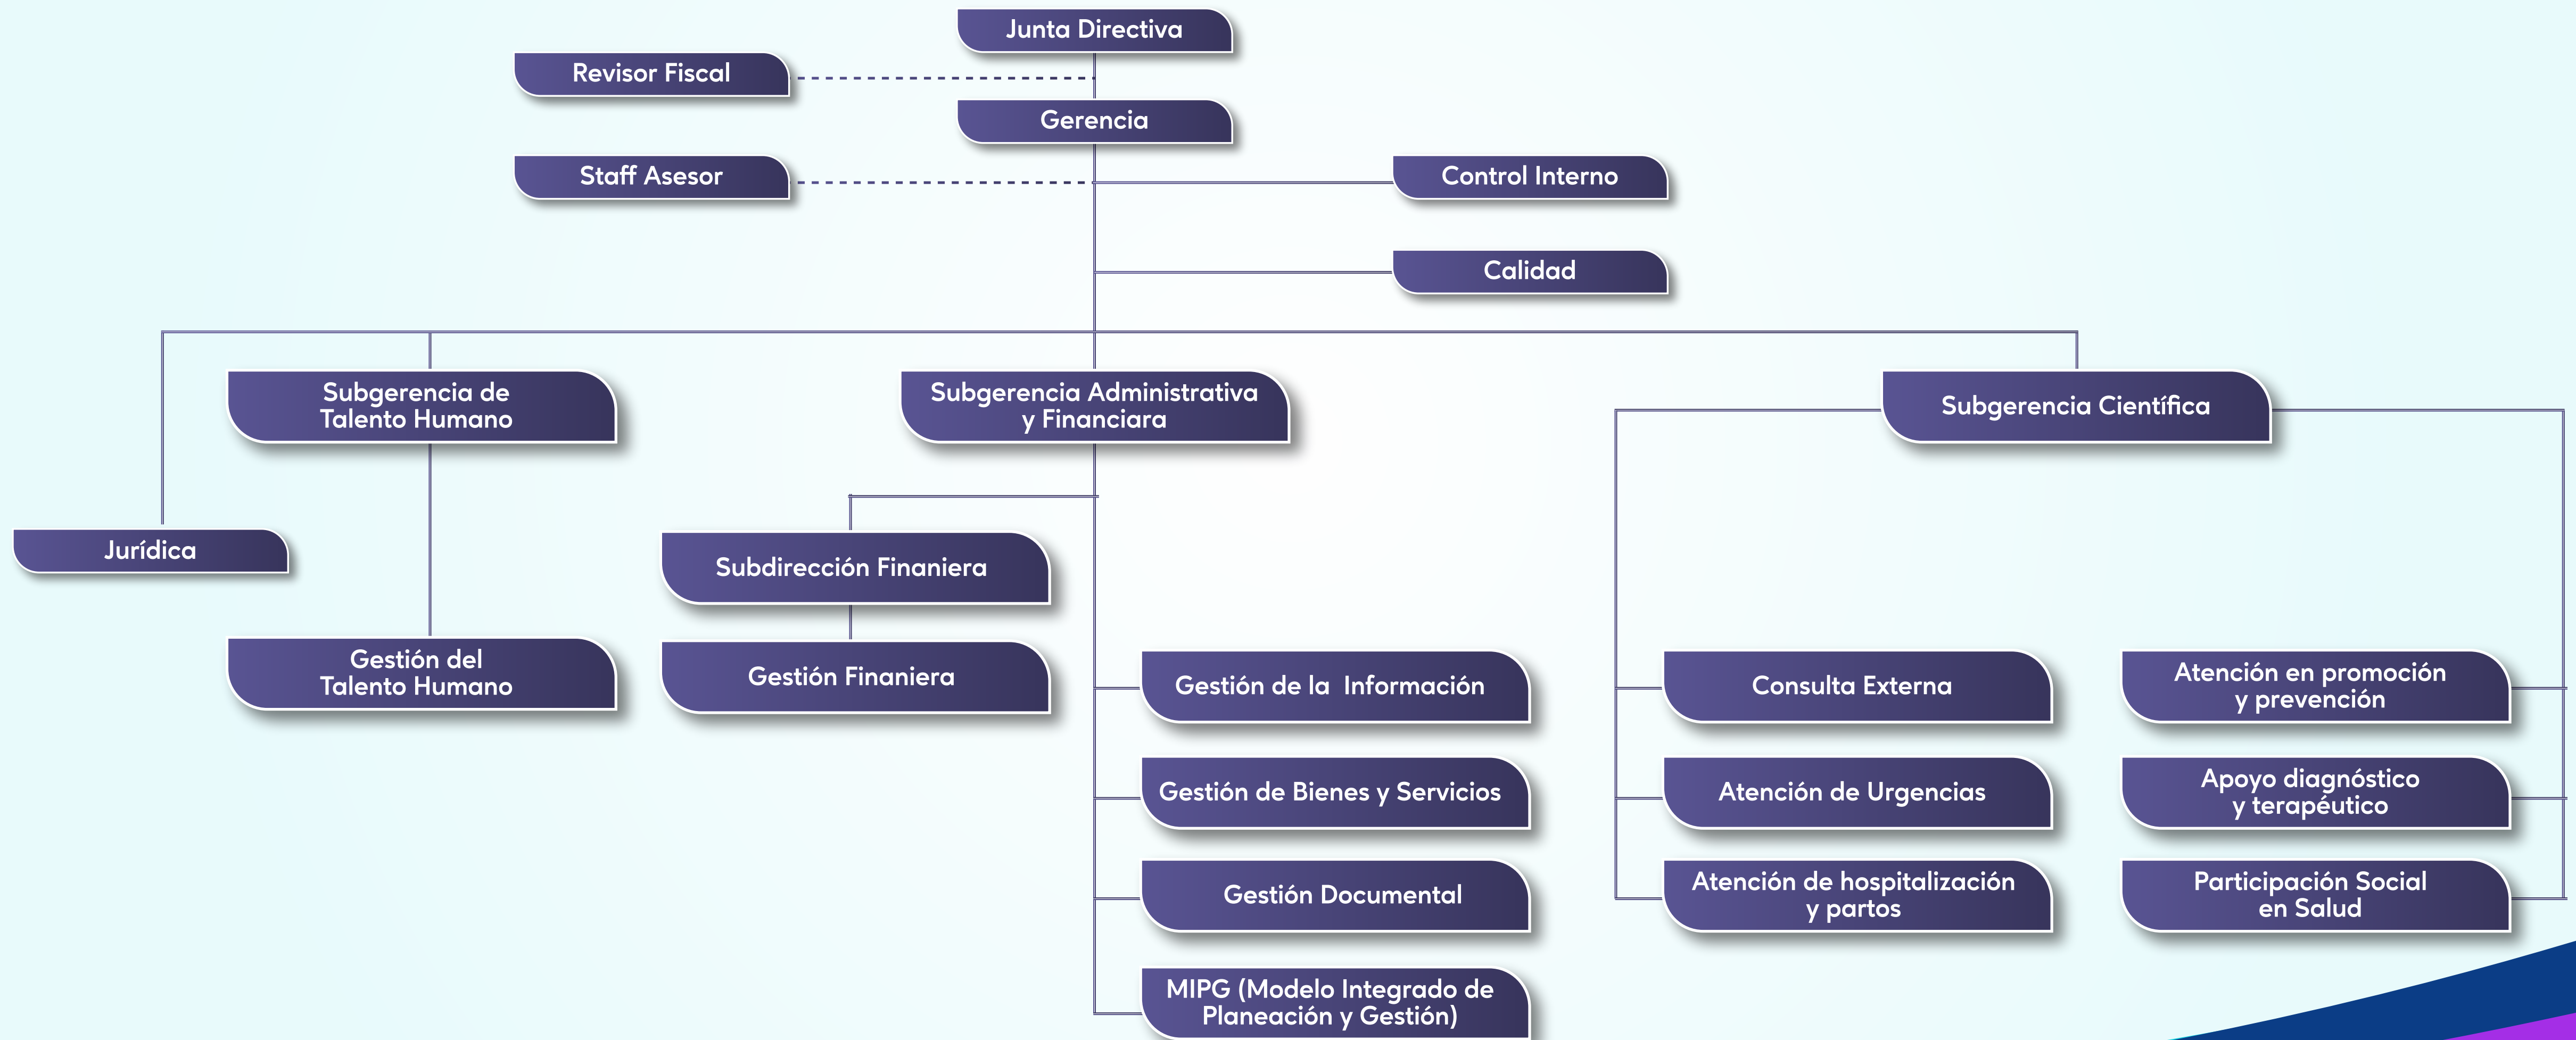 Junta Directiva
Revisor Fiscal
Gerencia
Staff Asesor
Control Interno
Calidad
Subgerencia de
Talento Humano
Subgerencia Administrativa
y Financiara
Subgerencia Científica
Jurídica
Subdirección Finaniera
Gestión del
Talento Humano
Gestión Finaniera
Gestión de la  Información
Gestión de Bienes y Servicios
Gestión Documental
MIPG (Modelo Integrado de
Planeación y Gestión)
Consulta Externa
Atención de Urgencias
Atención de hospitalización
y partos
Atención en promoción
y prevención
Apoyo diagnóstico
y terapéutico
Participación Social
en Salud